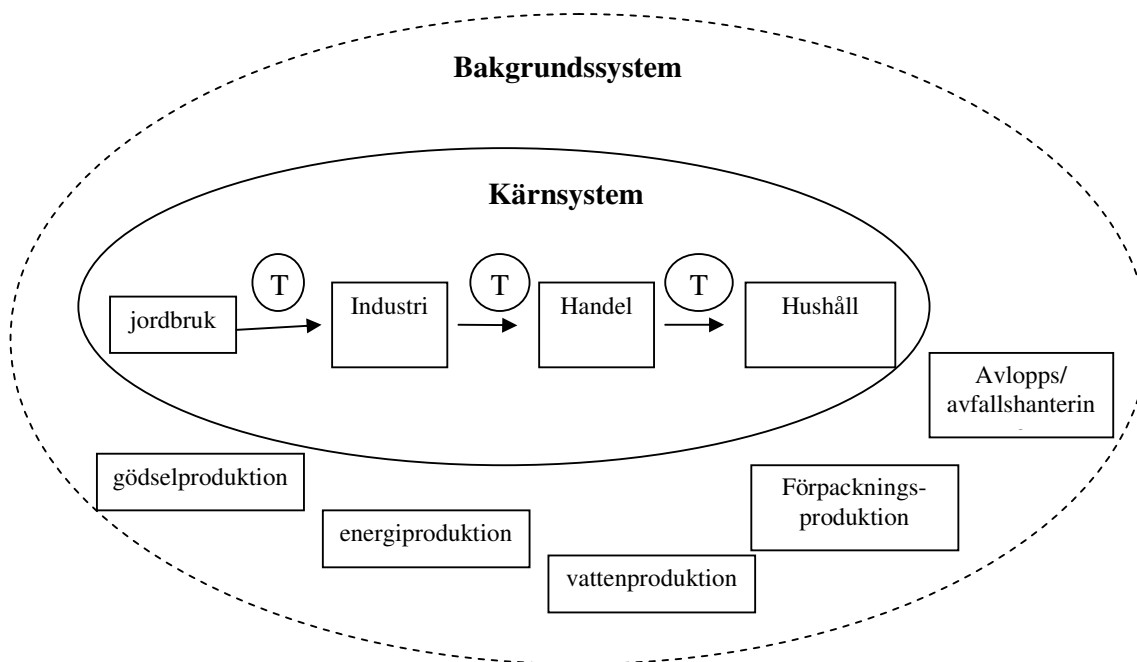 Bakgrundssystem
Kärnsystem
T
T
T
jordbruk
Industri
Handel
Hushåll
Avlopps/
avfallshanterin
gödselproduktion
energiproduktion
vattenproduktion
Förpacknings-
produktion